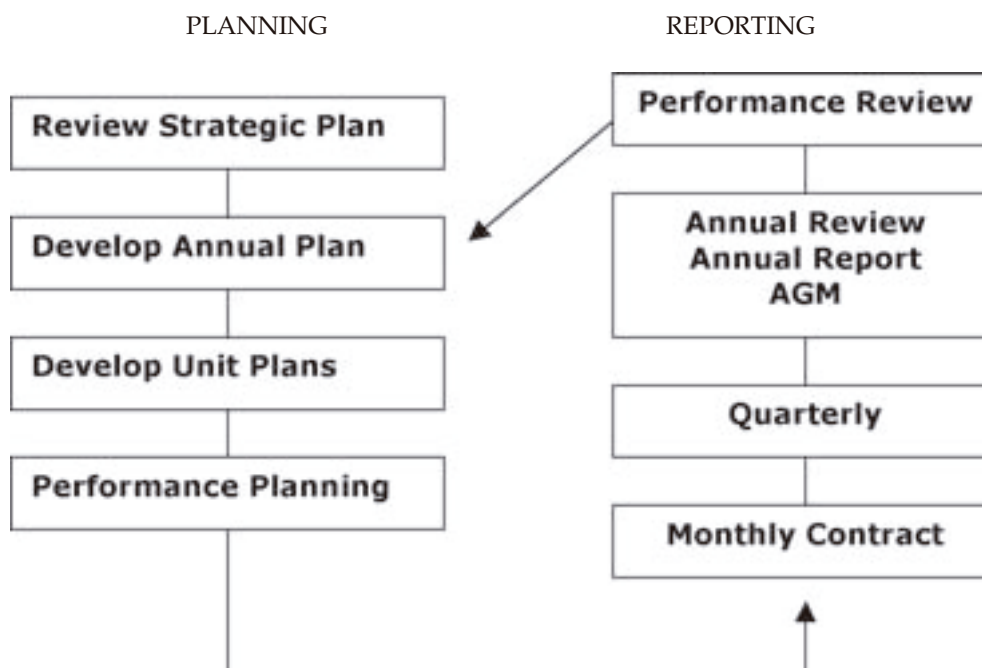 PLANNING
REPORTING
Review Strategic Plan
Develop Annual Plan
Develop Unit Plans
Performance Planning
Performance Review
Annual Review
Annual Report
AGM
Quarterly
Monthly Contract